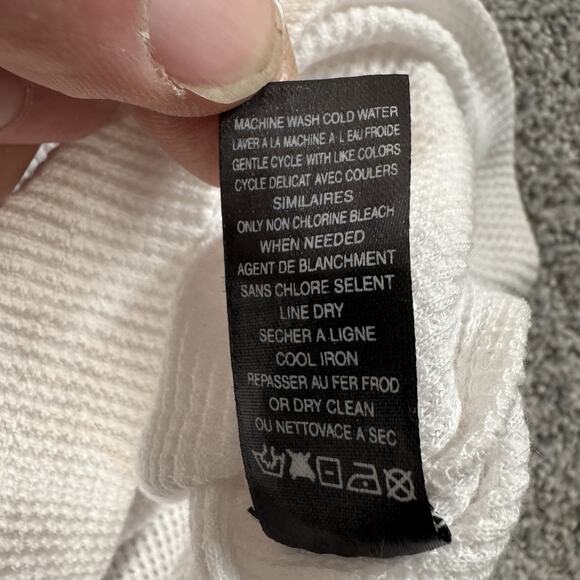 MACHINE WASH COLD WATER
LAVER A LA MACHINE A L EAU FROIDE
GENTLE CYCLE WITH LIKE COLORS
CYCLE DELICAT AVEC COULERS
SIMILAIRES
ONLY NON CHLORINE BLEACH
WHEN NEEDED
AGENT DE BLANCHMENT
SANS CHLORE SELENT
LINE DRY
SECHER A LIGNE
COOL IRON
REPASSER AU FER FROD
OR DRY CLEAN
OU NETTOVACE A SEC